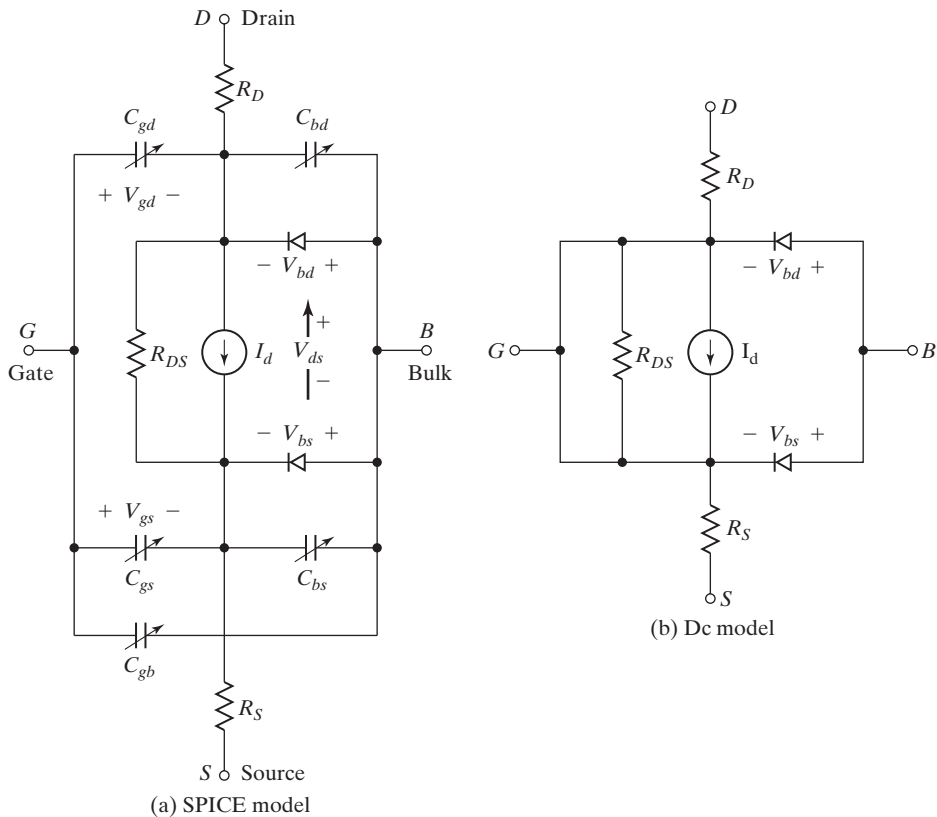 D Drain
R_D
C_gd
C_bd
+ V_gd -
- V_bd +
G
Gate
R_DS
I_d
+
V_ds
-
B
Bulk
- V_bs +
+ V_gs -
C_gs
C_bs
C_gb
R_S
S Source
(a) SPICE model
D
R_D
- V_bd +
G
R_DS
I_d
B
- V_bs +
R_S
S
(b) Dc model